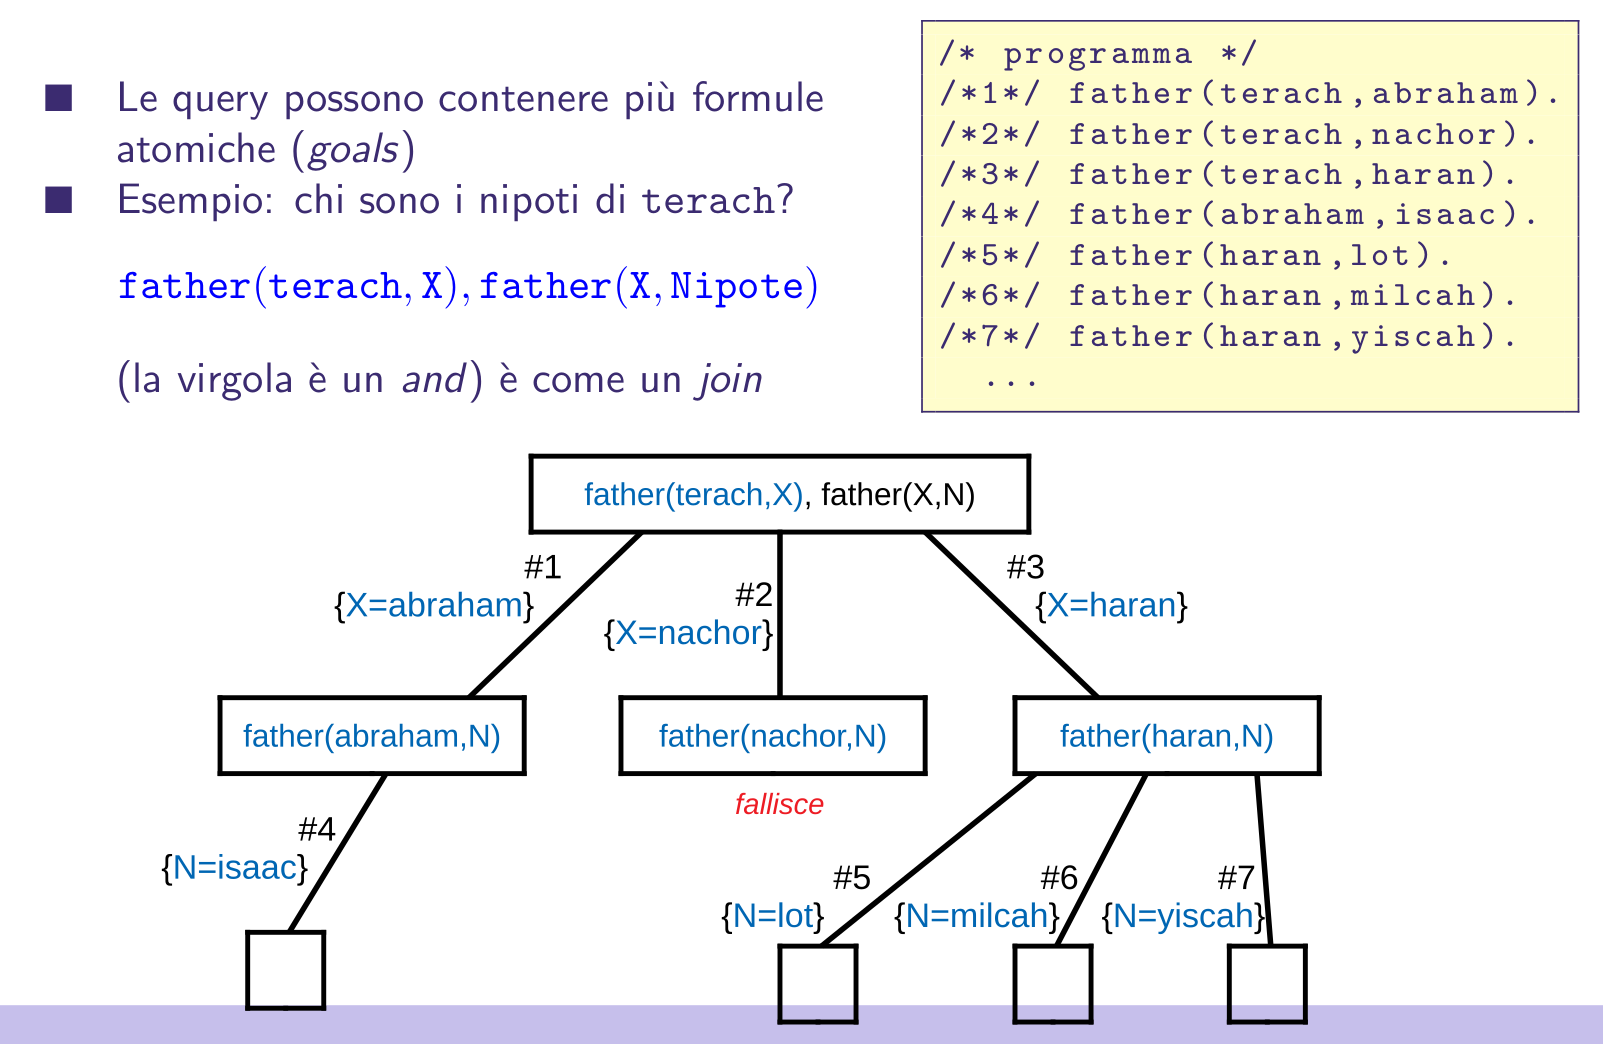 Le query possono contenere più formule
atomiche (goals)
Esempio: chi sono i nipoti di terach?
father(terach, X), father(X, Nipote)
(la virgola è un and) è come un join
/* programma */
/*1*/ father(terach,abraham).
/*2*/ father(terach,nachor).
/*3*/ father(terach,haran).
/*4*/ father(abraham,isaac).
/*5*/ father(haran,lot).
/*6*/ father(haran,milcah).
/*7*/ father(haran,yiscah).
...
father(terach,X), father(X,N)
#1
{X=abraham}
#2
{X=nachor}
#3
{X=haran}
father(abraham,N)
father(nachor,N)
father(haran,N)
fallisce
#4
{N=isaac}
#5
{N=lot}
#6
{N=milcah}
#7
{N=yiscah}